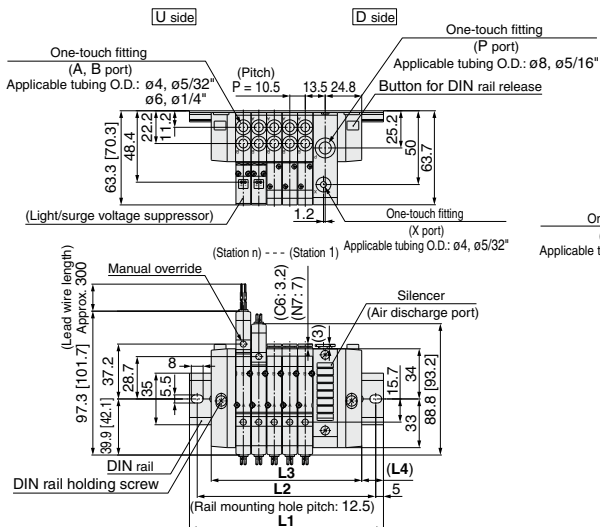 U side
D side
One-touch fitting
(A, B port)
Applicable tubing O.D.: ø4, ø5/32"
ø6, ø1/4"
(Pitch)
P = 10.5
13.5
24.8
One-touch fitting
(P port)
Applicable tubing O.D.: ø8, ø5/16"
Button for DIN rail release
63.3 [70.3]
48.4
22.2
11.2
25.2
50
63.7
(Light/surge voltage suppressor)
1.2
One-touch fitting
(X port)
Applicable tubing O.D.: ø4, ø5/32"
On
Applicable t
(Station n) - - - (Station 1)
(Lead wire length)
Approx. 300
Manual override
(C6: 3.2)
(N7: 7)
(3)
Silencer
(Air discharge port)
97.3 [101.7]
37.2
28.7
8
35
5.5
39.9 [42.1]
15.7
34
33
88.8 [93.2]
DIN rail
DIN rail holding screw
L3
(L4)
L2
5
(Rail mounting hole pitch: 12.5)
L1